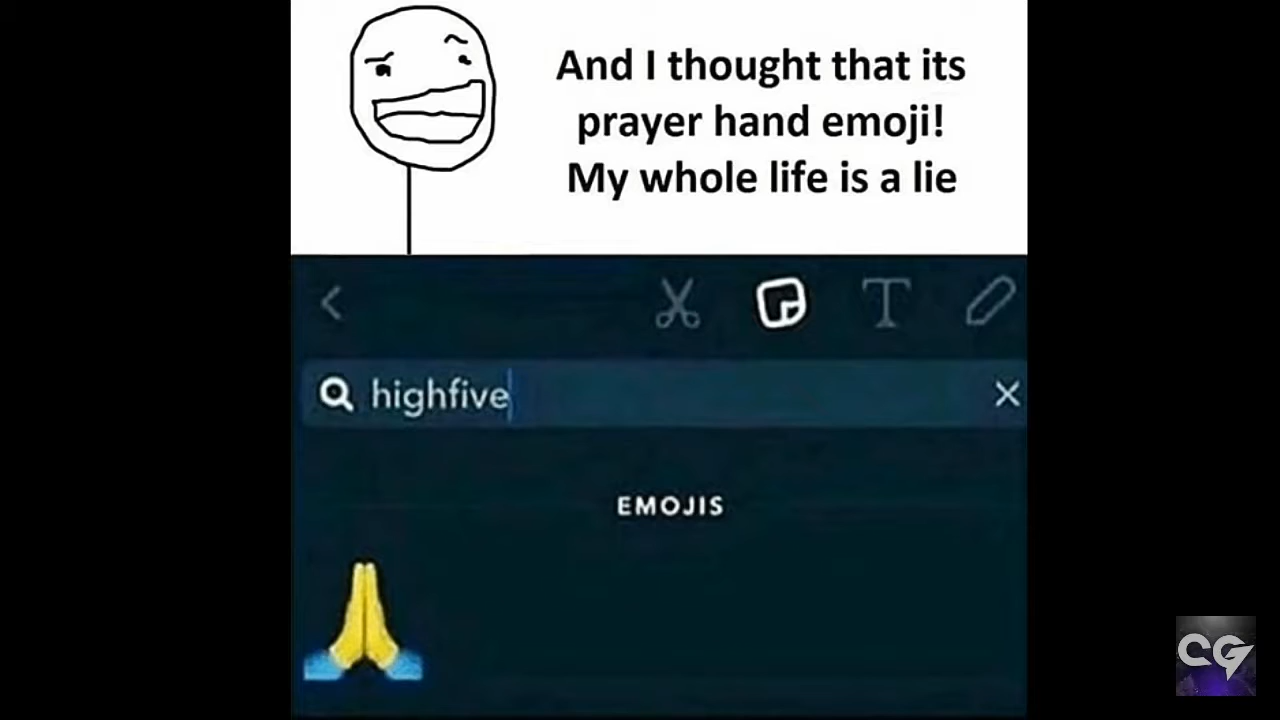 And I thought that its
prayer hand emoji!
My whole life is a lie
T
highfive
EMOJIS
CG